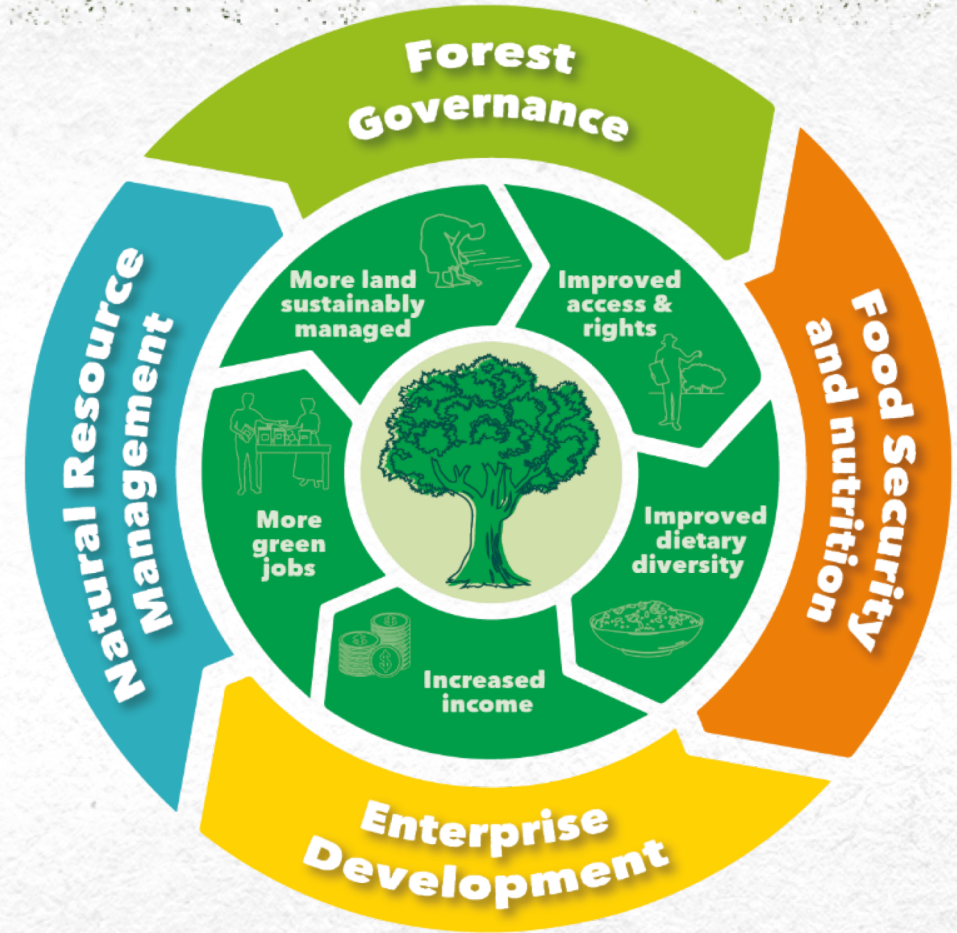 Forest
Governance
Food Security
and nutrition
Enterprise
Development
Natural Resource
Management
More land
sustainably
managed
Improved
access &
rights
Improved
dietary
diversity
Increased
income
More
green
jobs